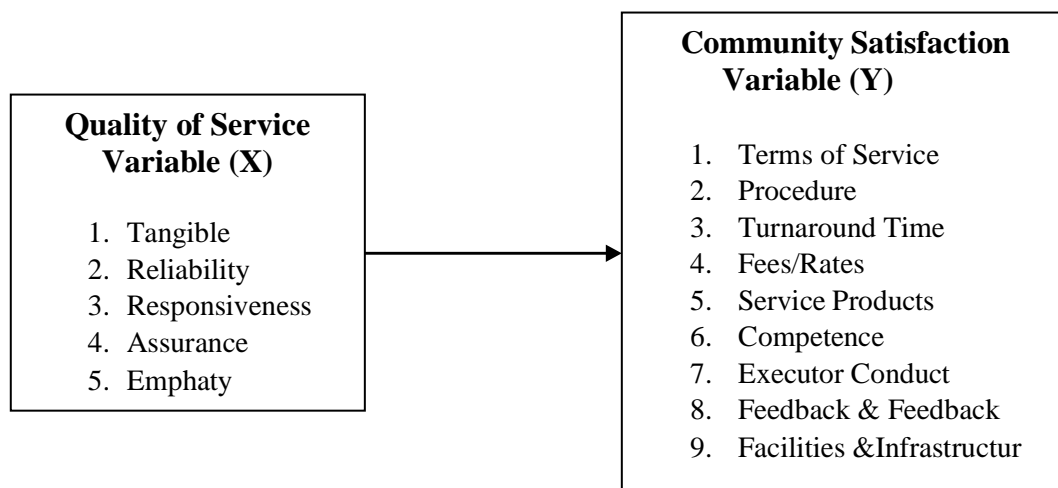 Quality of Service
Variable (X)
1. Tangible
2. Reliability
3. Responsiveness
4. Assurance
5. Emphaty
Community Satisfaction
Variable (Y)
1. Terms of Service
2. Procedure
3. Turnaround Time
4. Fees/Rates
5. Service Products
6. Competence
7. Executor Conduct
8. Feedback & Feedback
9. Facilities &Infrastructur